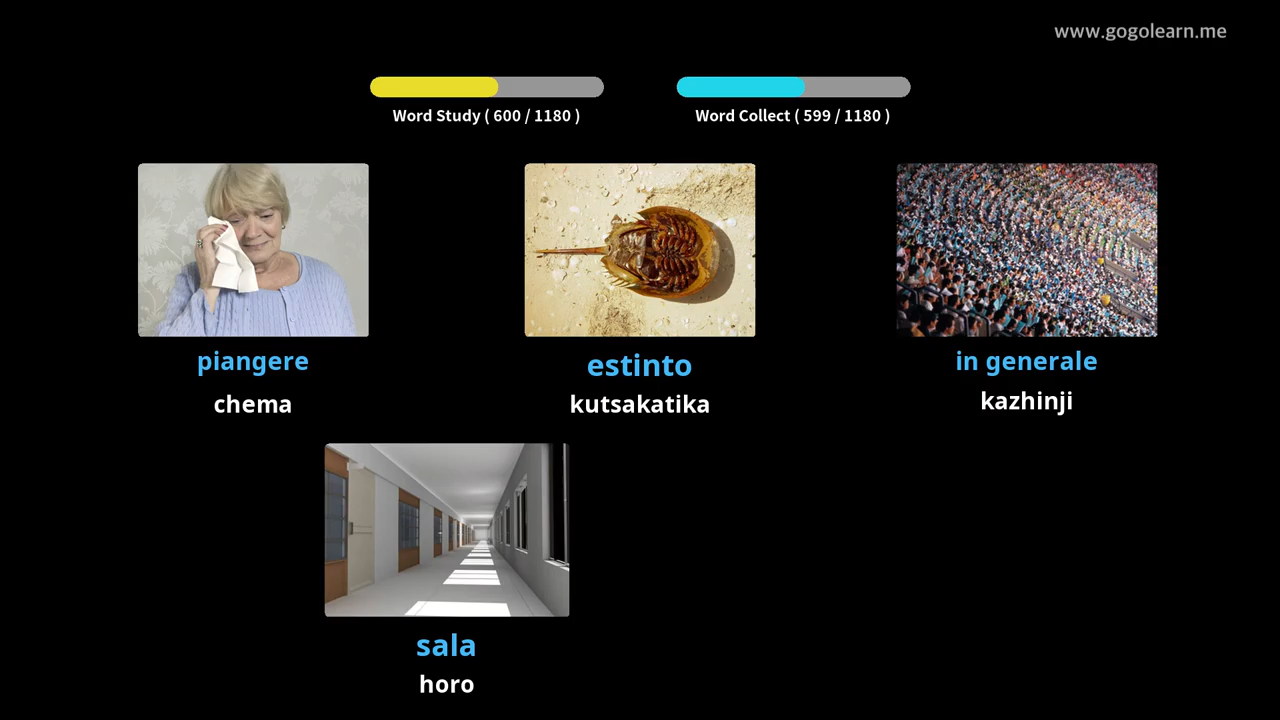 www.gogolearn.me
Word Study ( 600 / 1180 )
Word Collect ( 599 / 1180 )
piangere
chema
estinto
kutsakatika
in generale
kazhinji
sala
horo